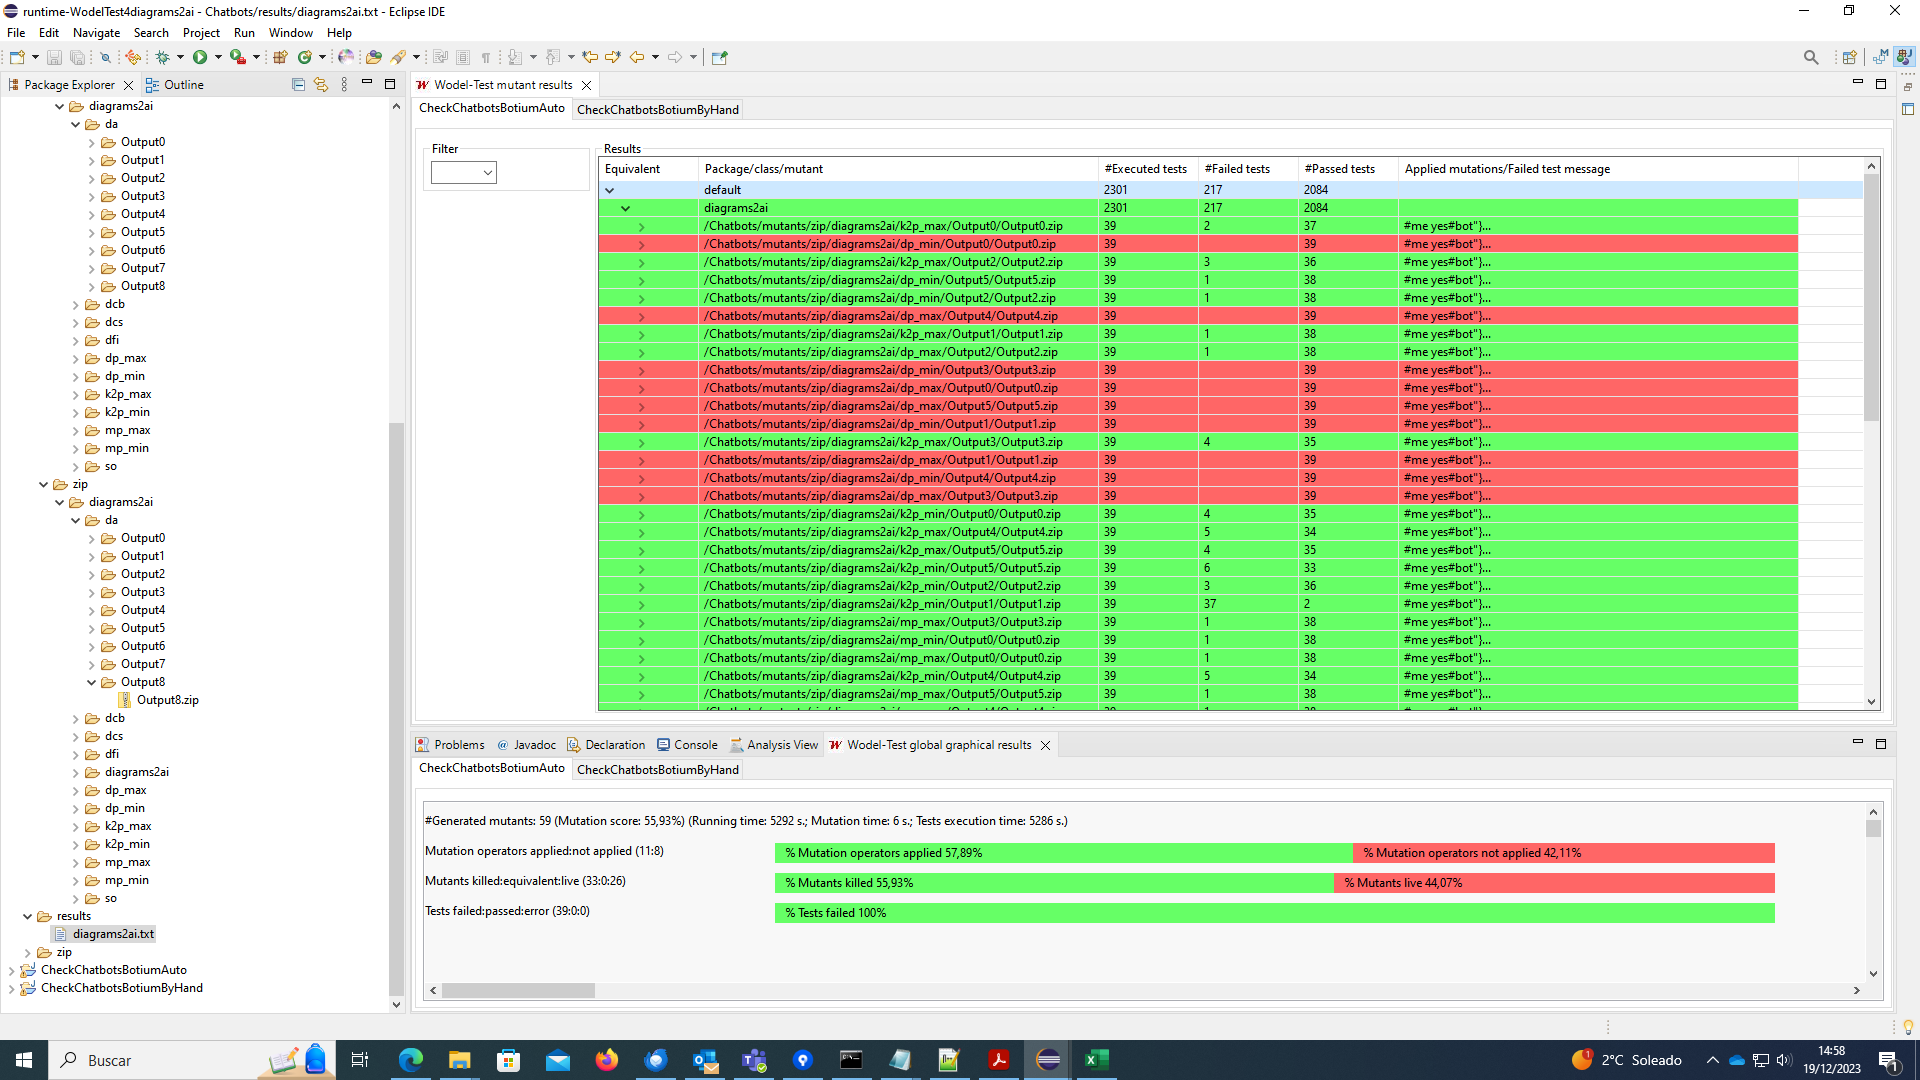 runtime-WodelTest4diagrams2ai - Chatbots/results/diagrams2ai.txt - Eclipse IDE
File Edit Navigate Search Project Run Window Help
Package Explorer
Outline
diagrams2ai
da
Output0
Output1
Output2
Output3
Output4
Output5
Output6
Output7
Output8
dcb
dcs
dfi
dp_max
dp_min
k2p_max
k2p_min
mp_max
mp_min
so
zip
diagrams2ai
da
Output0
Output1
Output2
Output3
Output4
Output5
Output6
Output7
Output8
Output8.zip
dcb
dcs
dfi
diagrams2ai
dp_max
dp_min
k2p_max
k2p_min
mp_max
mp_min
so
results
diagrams2ai.txt
zip
CheckChatbotsBotiumAuto
CheckChatbotsBotiumByHand
Wodel-Test mutant results
CheckChatbotsBotiumAuto CheckChatbotsBotiumByHand
Filter
Results
Equivalent Package/class/mutant #Executed tests #Failed tests #Passed tests Applied mutations/Failed test message
default 2301 217 2084
diagrams2ai 2301 217 2084
/Chatbots/mutants/zip/diagrams2ai/k2p_max/Output0/Output0.zip 39 2 37 #me yes#bot"}...
/Chatbots/mutants/zip/diagrams2ai/dp_min/Output0/Output0.zip 39 39 #me yes#bot"}...
/Chatbots/mutants/zip/diagrams2ai/k2p_max/Output2/Output2.zip 39 3 36 #me yes#bot"}...
/Chatbots/mutants/zip/diagrams2ai/dp_min/Output5/Output5.zip 39 1 38 #me yes#bot"}...
/Chatbots/mutants/zip/diagrams2ai/dp_min/Output2/Output2.zip 39 1 38 #me yes#bot"}...
/Chatbots/mutants/zip/diagrams2ai/dp_max/Output4/Output4.zip 39 39 #me yes#bot"}...
/Chatbots/mutants/zip/diagrams2ai/k2p_max/Output1/Output1.zip 39 1 38 #me yes#bot"}...
/Chatbots/mutants/zip/diagrams2ai/dp_max/Output2/Output2.zip 39 1 38 #me yes#bot"}...
/Chatbots/mutants/zip/diagrams2ai/dp_min/Output3/Output3.zip 39 39 #me yes#bot"}...
/Chatbots/mutants/zip/diagrams2ai/dp_max/Output0/Output0.zip 39 39 #me yes#bot"}...
/Chatbots/mutants/zip/diagrams2ai/dp_max/Output5/Output5.zip 39 39 #me yes#bot"}...
/Chatbots/mutants/zip/diagrams2ai/dp_min/Output1/Output1.zip 39 39 #me yes#bot"}...
/Chatbots/mutants/zip/diagrams2ai/k2p_max/Output3/Output3.zip 39 4 35 #me yes#bot"}...
/Chatbots/mutants/zip/diagrams2ai/dp_max/Output1/Output1.zip 39 39 #me yes#bot"}...
/Chatbots/mutants/zip/diagrams2ai/dp_min/Output4/Output4.zip 39 39 #me yes#bot"}...
/Chatbots/mutants/zip/diagrams2ai/dp_max/Output3/Output3.zip 39 39 #me yes#bot"}...
/Chatbots/mutants/zip/diagrams2ai/k2p_min/Output0/Output0.zip 39 4 35 #me yes#bot"}...
/Chatbots/mutants/zip/diagrams2ai/k2p_max/Output4/Output4.zip 39 5 34 #me yes#bot"}...
/Chatbots/mutants/zip/diagrams2ai/k2p_max/Output5/Output5.zip 39 4 35 #me yes#bot"}...
/Chatbots/mutants/zip/diagrams2ai/k2p_min/Output5/Output5.zip 39 6 33 #me yes#bot"}...
/Chatbots/mutants/zip/diagrams2ai/k2p_min/Output2/Output2.zip 39 3 36 #me yes#bot"}...
/Chatbots/mutants/zip/diagrams2ai/k2p_min/Output1/Output1.zip 39 37 2 #me yes#bot"}...
/Chatbots/mutants/zip/diagrams2ai/mp_max/Output3/Output3.zip 39 1 38 #me yes#bot"}...
/Chatbots/mutants/zip/diagrams2ai/mp_min/Output0/Output0.zip 39 1 38 #me yes#bot"}...
/Chatbots/mutants/zip/diagrams2ai/mp_max/Output0/Output0.zip 39 1 38 #me yes#bot"}...
/Chatbots/mutants/zip/diagrams2ai/k2p_min/Output4/Output4.zip 39 5 34 #me yes#bot"}...
/Chatbots/mutants/zip/diagrams2ai/mp_max/Output5/Output5.zip 39 1 38 #me yes#bot"}...
Problems Javadoc Declaration Console Analysis View Wodel-Test global graphical results
CheckChatbotsBotiumAuto CheckChatbotsBotiumByHand
#Generated mutants: 59 (Mutation score: 55,93%) (Running time: 5292 s.; Mutation time: 6 s.; Tests execution time: 5286 s.)
Mutation operators applied:not applied (11:8) % Mutation operators applied 57,89% % Mutation operators not applied 42,11%
Mutants killed:equivalent:live (33:0:26) % Mutants killed 55,93% % Mutants live 44,07%
Tests failed:passed:error (39:0:0) % Tests failed 100%
Buscar
1
2°C Soleado
14:58
19/12/2023
1